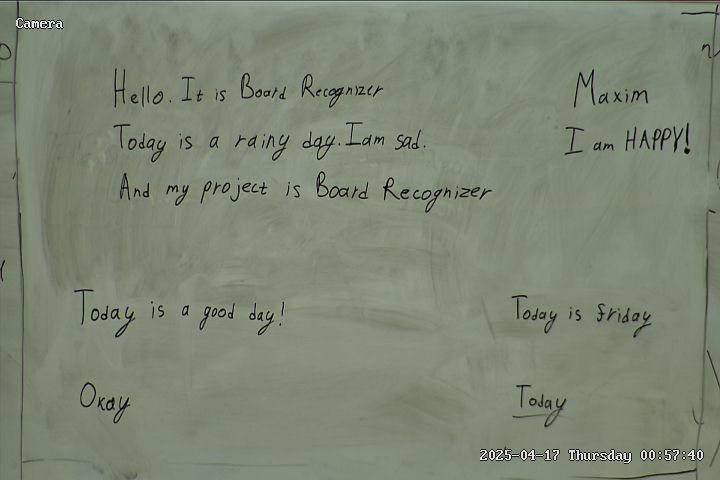 Camera
Hello. It is Board Recognizer
Today is a rainy day. I am sad.
And my project is Board Recognizer
Maxim
I am HAPPY!
Today is a good day!
Okay
Today is friday
Today
2025-04-17 Thursday 00:57:40